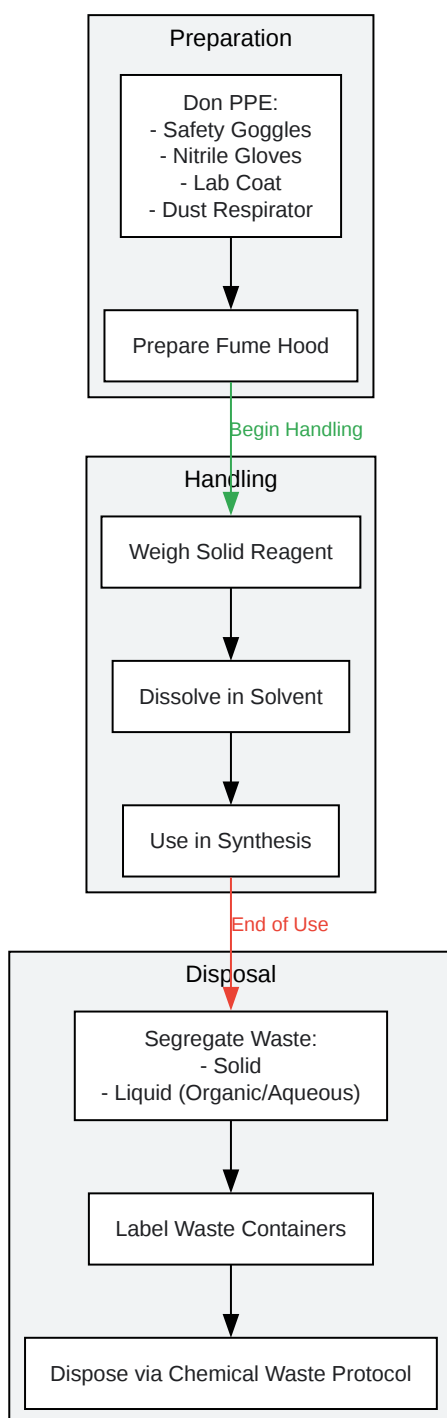 Preparation
Don PPE:
- Safety Goggles
- Nitrile Gloves
- Lab Coat
- Dust Respirator
Prepare Fume Hood
Begin Handling
Handling
Weigh Solid Reagent
Dissolve in Solvent
Use in Synthesis
End of Use
Disposal
Segregate Waste:
- Solid
- Liquid (Organic/Aqueous)
Label Waste Containers
Dispose via Chemical Waste Protocol